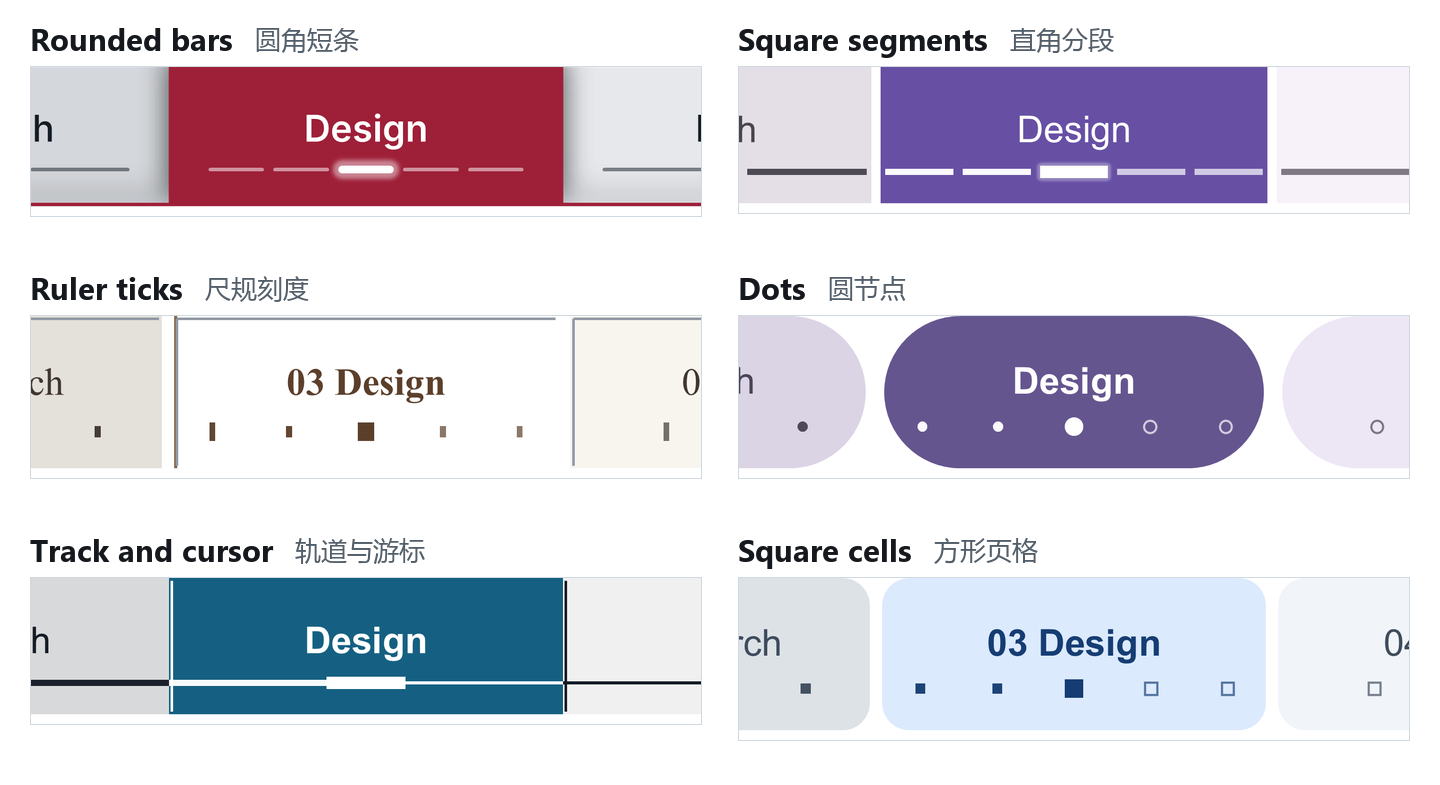 Rounded bars 圆角短条
h Design
Square segments 直角分段
h Design
Ruler ticks 尺规刻度
ch 03 Design 0
Dots 圆节点
h Design
Track and cursor 轨道与游标
h Design
Square cells 方形页格
rch 03 Design 04